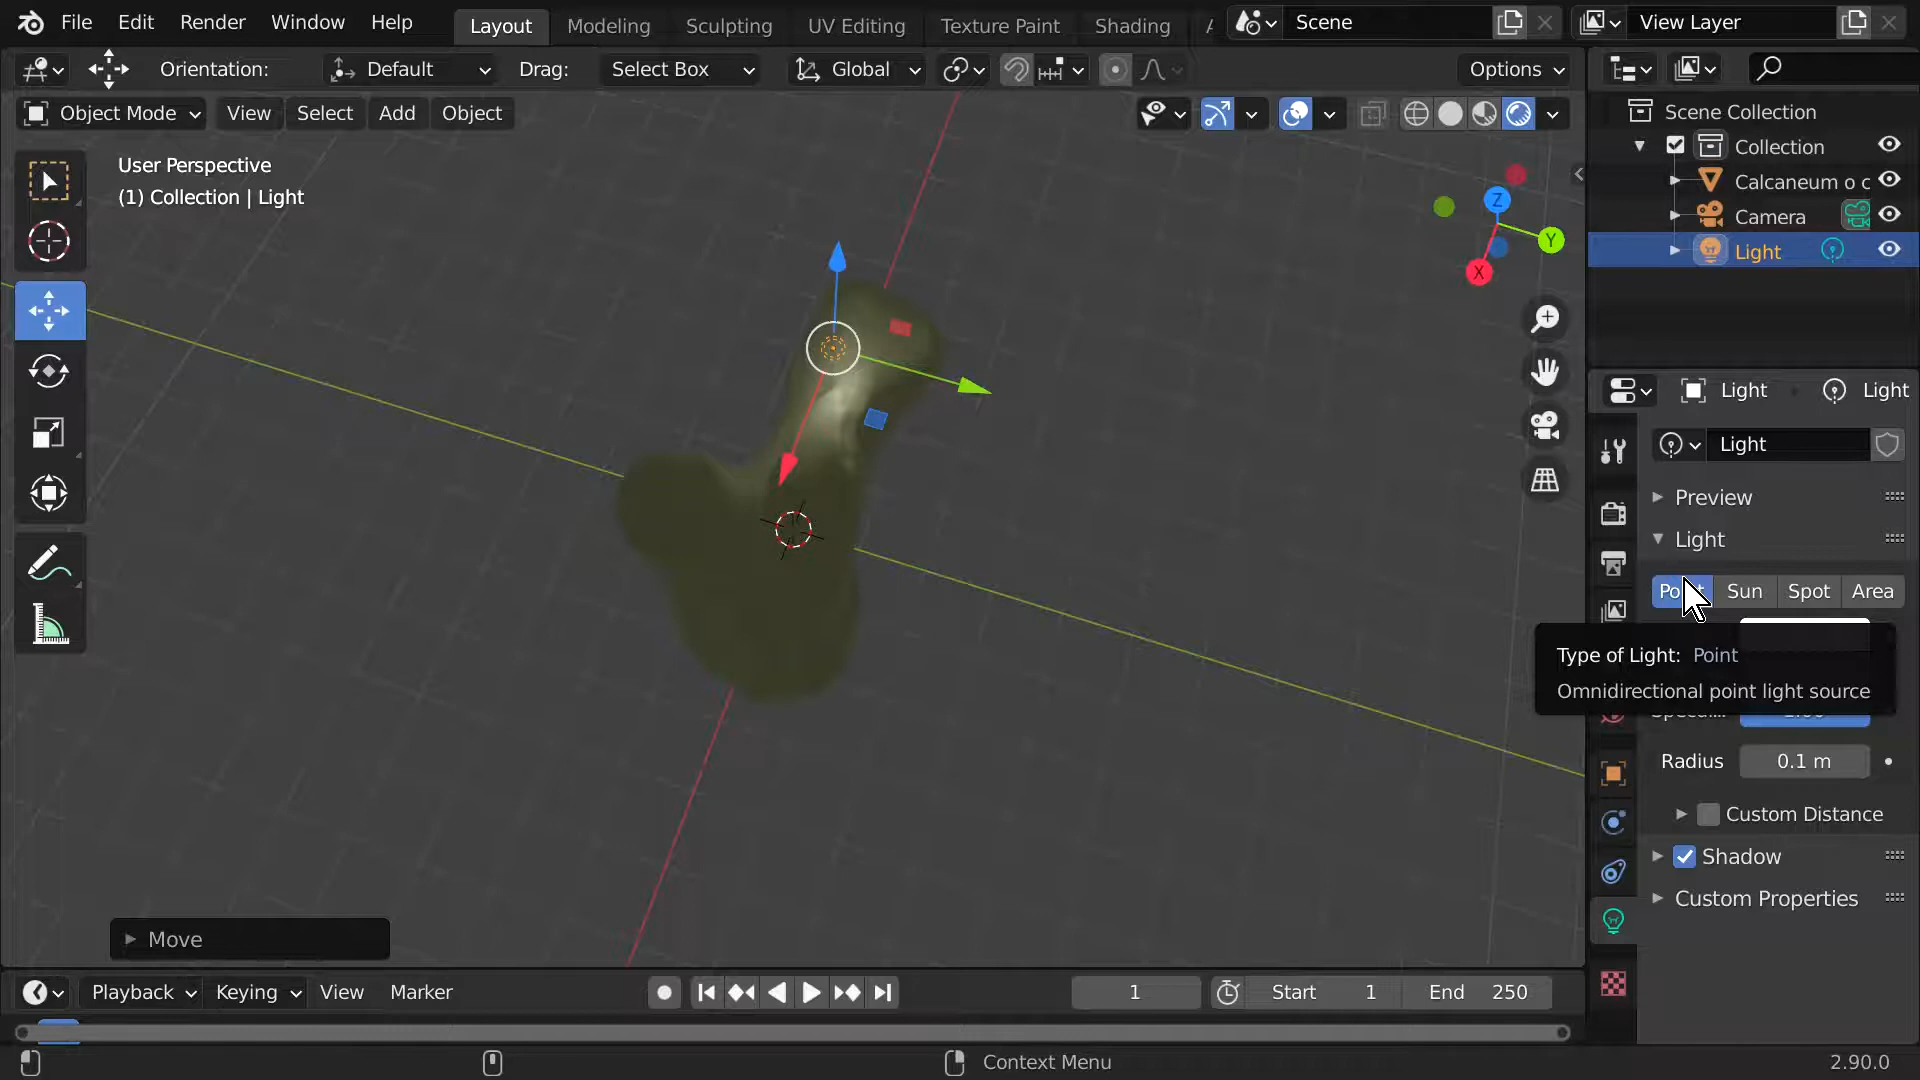 File Edit Render Window Help Layout Modeling Sculpting UV Editing Texture Paint Shading Scene View Layer
Orientation: Default Drag: Select Box Global Options
Object Mode View Select Add Object
User Perspective
(1) Collection | Light
Z
Y
X
Scene Collection
Collection
Calcaneum o c
Camera
Light
Light Light
Light
Preview
Light
Sun Spot Area
Type of Light: Point
Omnidirectional point light source
Radius 0.1 m
Custom Distance
Shadow
Custom Properties
Move
Playback Keying View Marker 1 Start 1 End 250
Context Menu 2.90.0